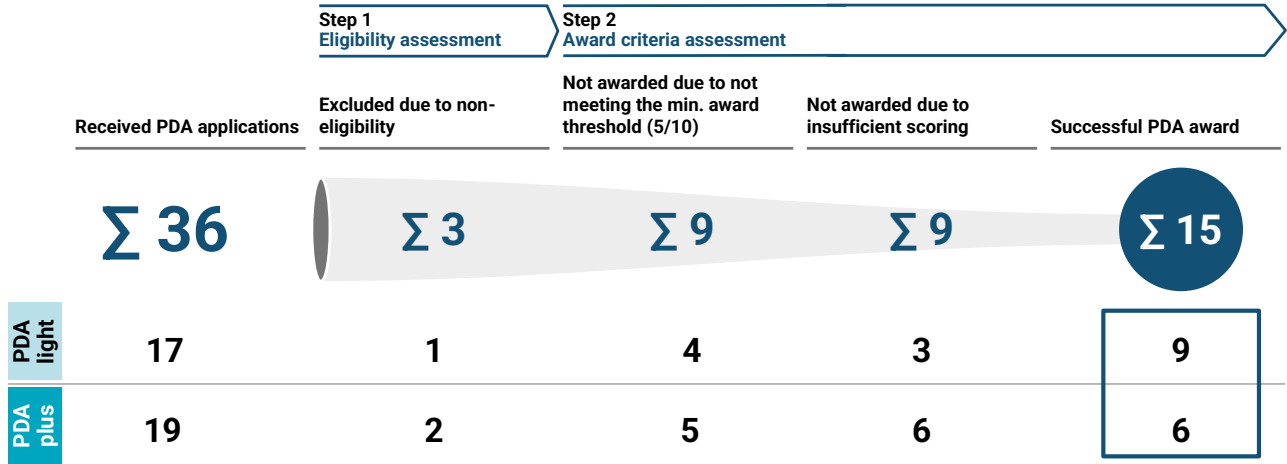 Step 1
Eligibility assessment
Step 2
Award criteria assessment
Received PDA applications
Excluded due to non-
eligibility
Not awarded due to not
meeting the min. award
threshold (5/10)
Not awarded due to
insufficient scoring
Successful PDA award
∑ 36
∑ 3
∑ 9
∑ 9
∑ 15
PDA
light
17
1
4
3
9
PDA
plus
19
2
5
6
6